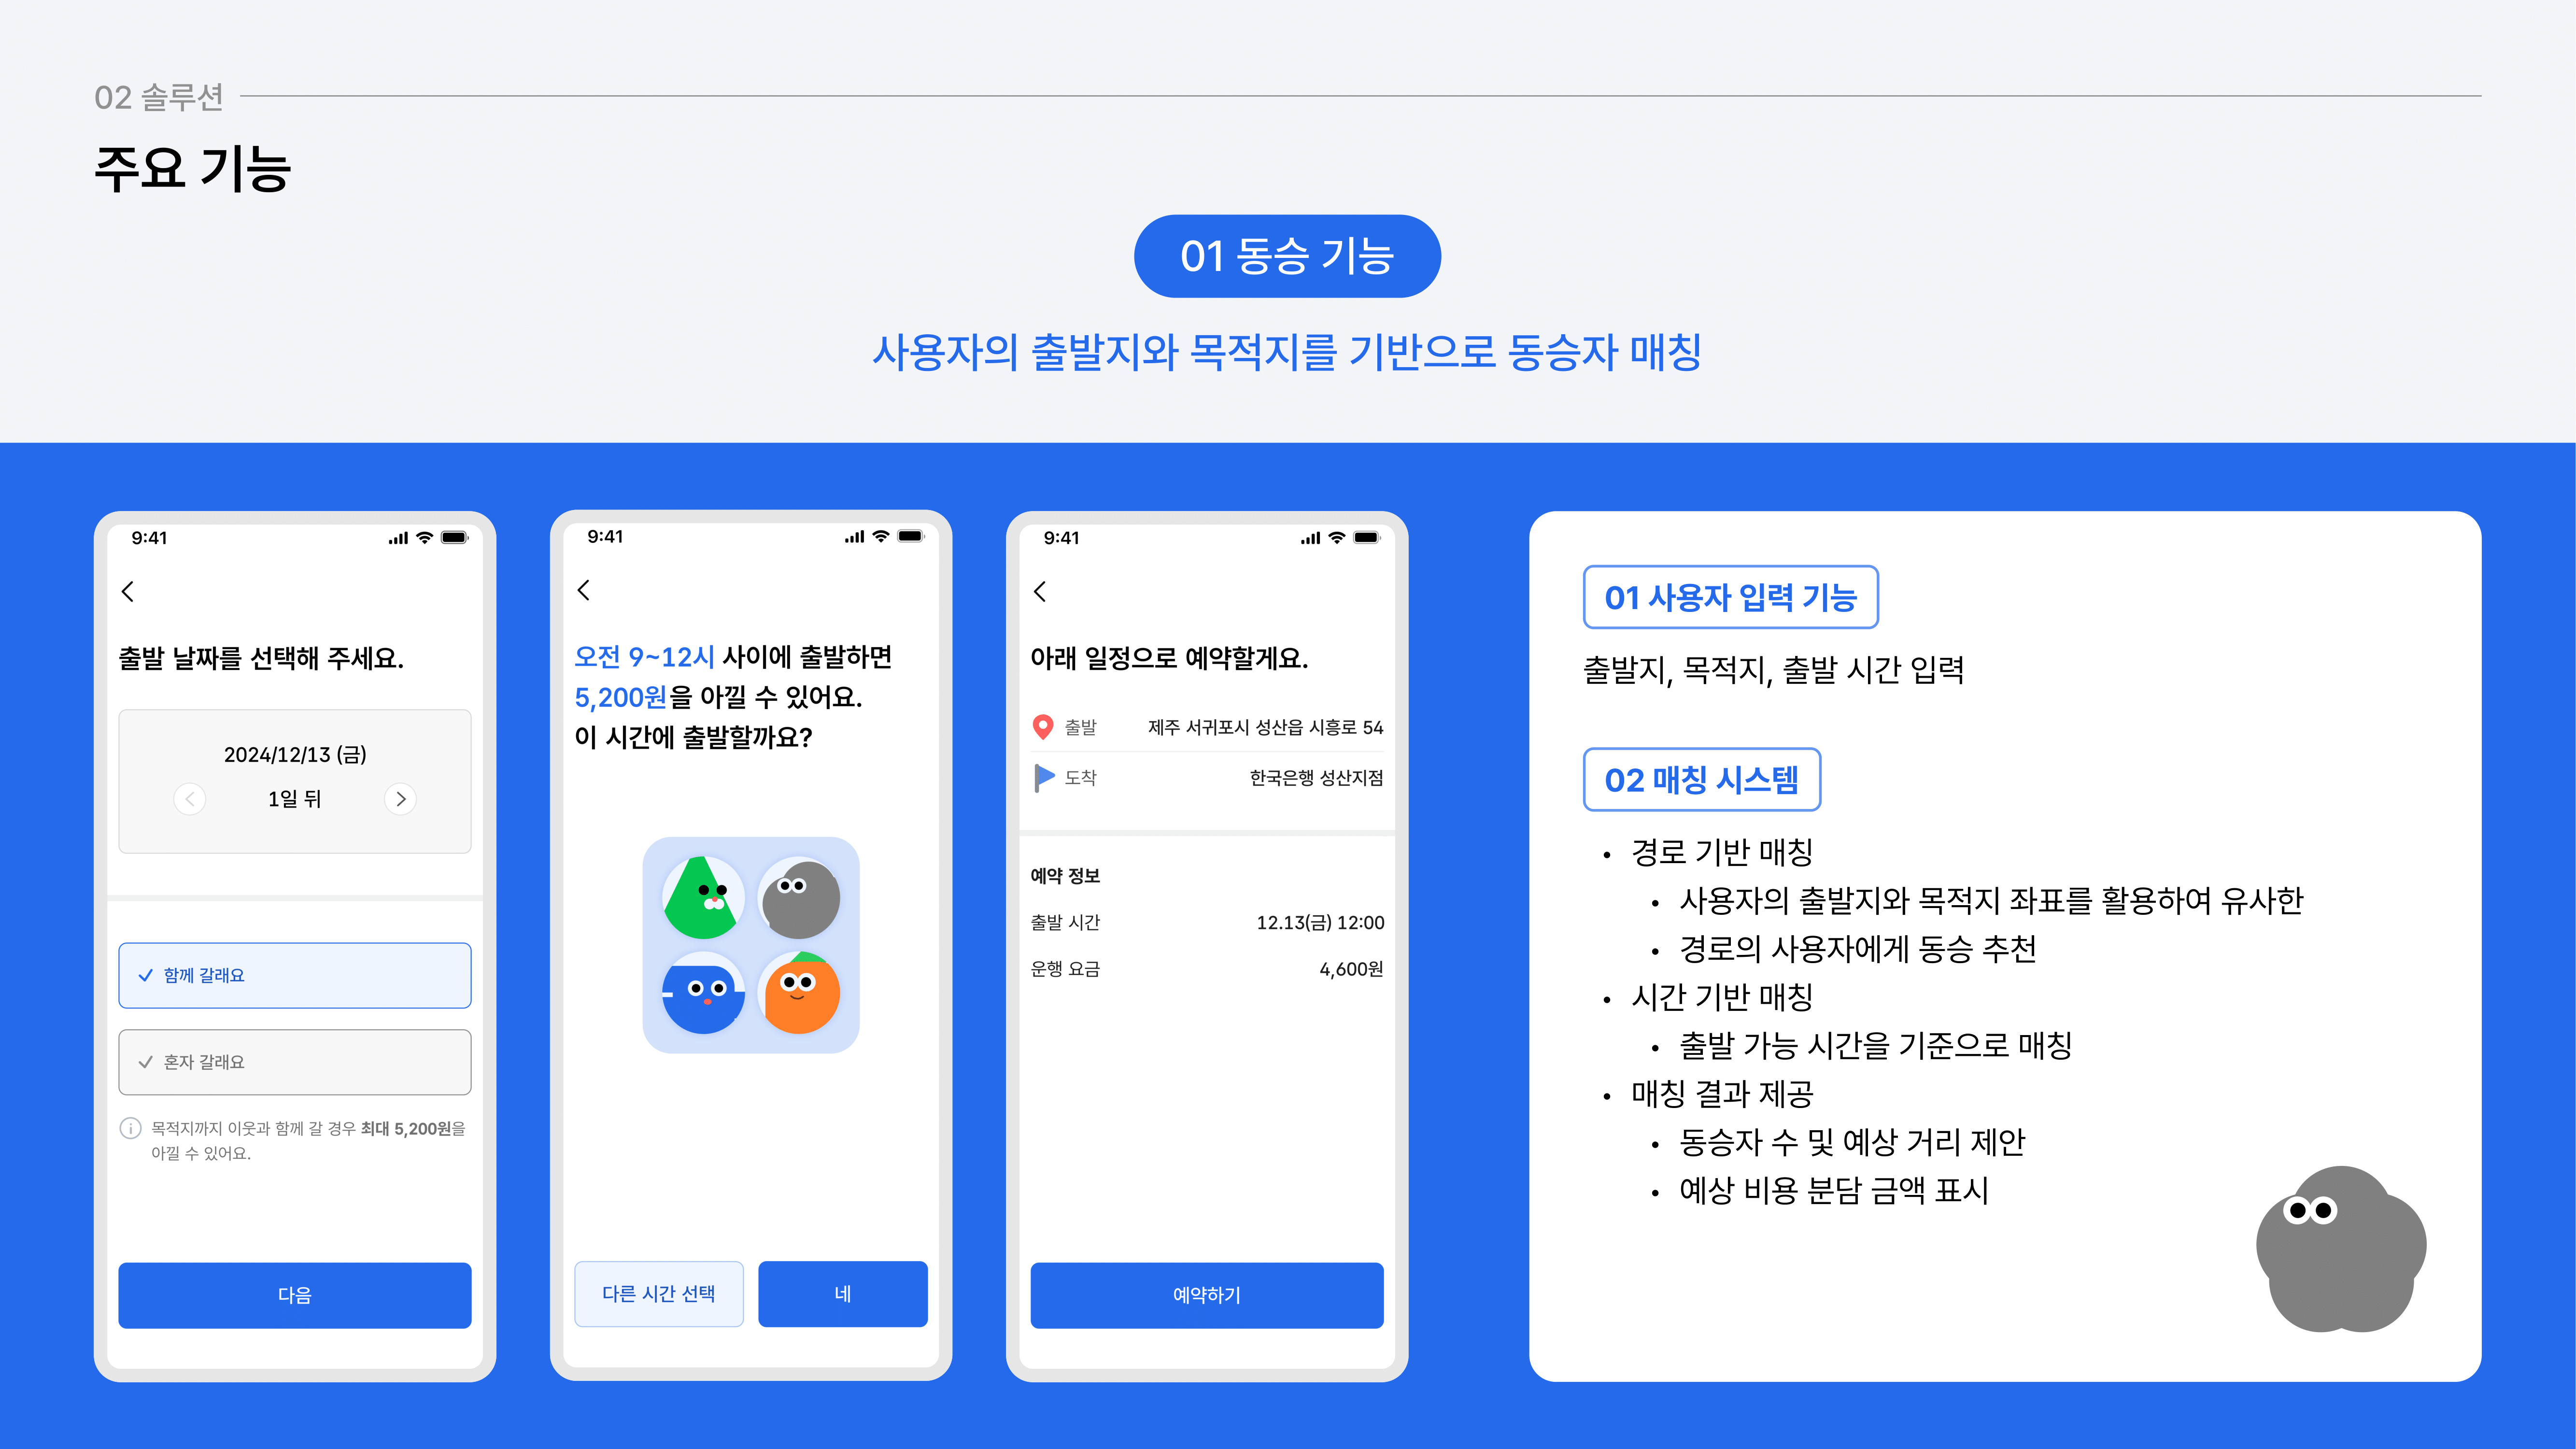 02 솔루션
주요 기능
01 동승 기능
사용자의 출발지와 목적지를 기반으로 동승자 매칭
9:41
출발 날짜를 선택해 주세요.
2024/12/13 (금)
1일 뒤
함께 갈래요
혼자 갈래요
목적지까지 이웃과 함께 갈 경우 최대 5,200원을
아낄 수 있어요.
다음
9:41
오전 9~12시 사이에 출발하면
5,200원을 아낄 수 있어요.
이 시간에 출발할까요?
다른 시간 선택
네
9:41
아래 일정으로 예약할게요.
출발 제주 서귀포시 성산읍 시흥로 54
도착 한국은행 성산지점
예약 정보
출발 시간 12.13(금) 12:00
운행 요금 4,600원
예약하기
01 사용자 입력 기능
출발지, 목적지, 출발 시간 입력
02 매칭 시스템
• 경로 기반 매칭
• 사용자의 출발지와 목적지 좌표를 활용하여 유사한
• 경로의 사용자에게 동승 추천
• 시간 기반 매칭
• 출발 가능 시간을 기준으로 매칭
• 매칭 결과 제공
• 동승자 수 및 예상 거리 제안
• 예상 비용 분담 금액 표시